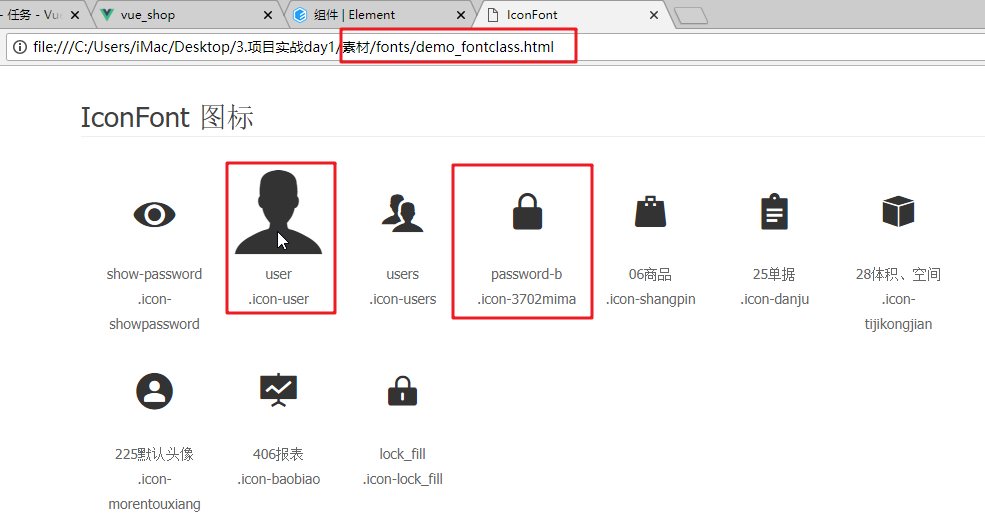 - 任务 - Vue
vue_shop
组件 | Element
IconFont
file:///C:/Users/iMac/Desktop/3.项目实战day1/素材/fonts/demo_fontclass.html
IconFont 图标
show-password
.icon-
showpassword
user
.icon-user
users
.icon-users
password-b
.icon-3702mima
06商品
.icon-shangpin
25单据
.icon-danju
28体积、空间
.icon-
tijikongjian
225默认头像
.icon-
morentouxiang
406报表
.icon-baobiao
lock_fill
.icon-lock_fill